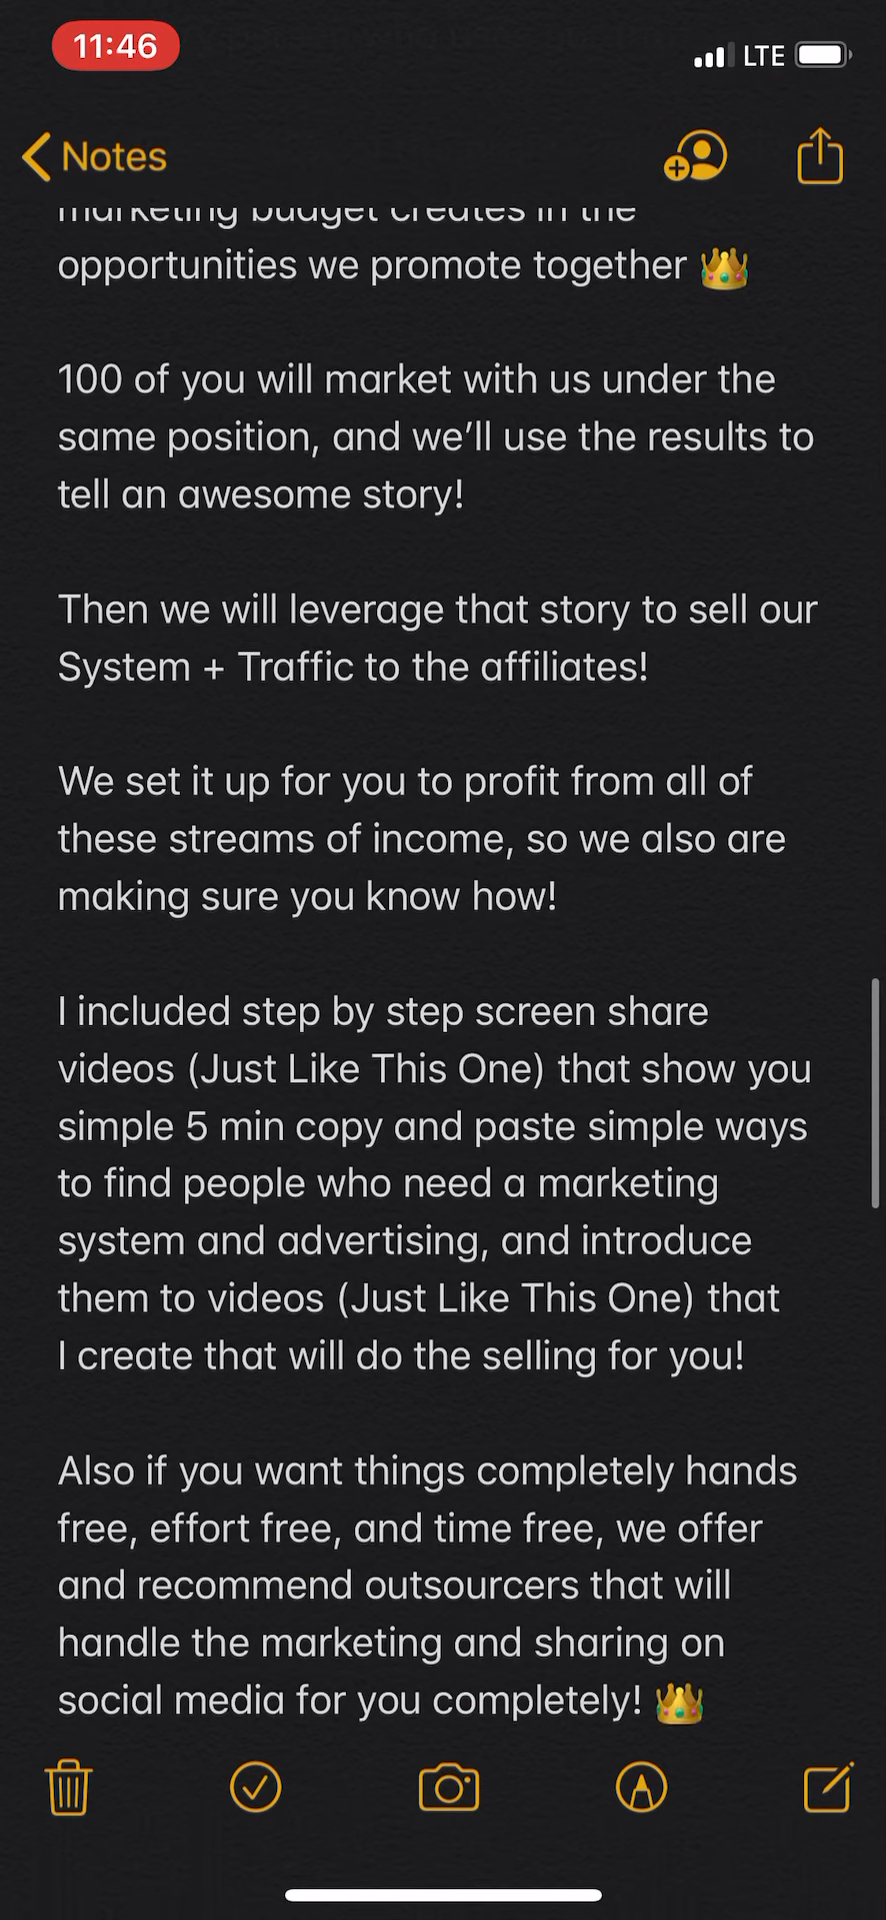 11:46
LTE
Notes
marketing budget creates in the
opportunities we promote together 👑
100 of you will market with us under the
same position, and we’ll use the results to
tell an awesome story!
Then we will leverage that story to sell our
System + Traffic to the affiliates!
We set it up for you to profit from all of
these streams of income, so we also are
making sure you know how!
I included step by step screen share
videos (Just Like This One) that show you
simple 5 min copy and paste simple ways
to find people who need a marketing
system and advertising, and introduce
them to videos (Just Like This One) that
I create that will do the selling for you!
Also if you want things completely hands
free, effort free, and time free, we offer
and recommend outsourcers that will
handle the marketing and sharing on
social media for you completely! 👑